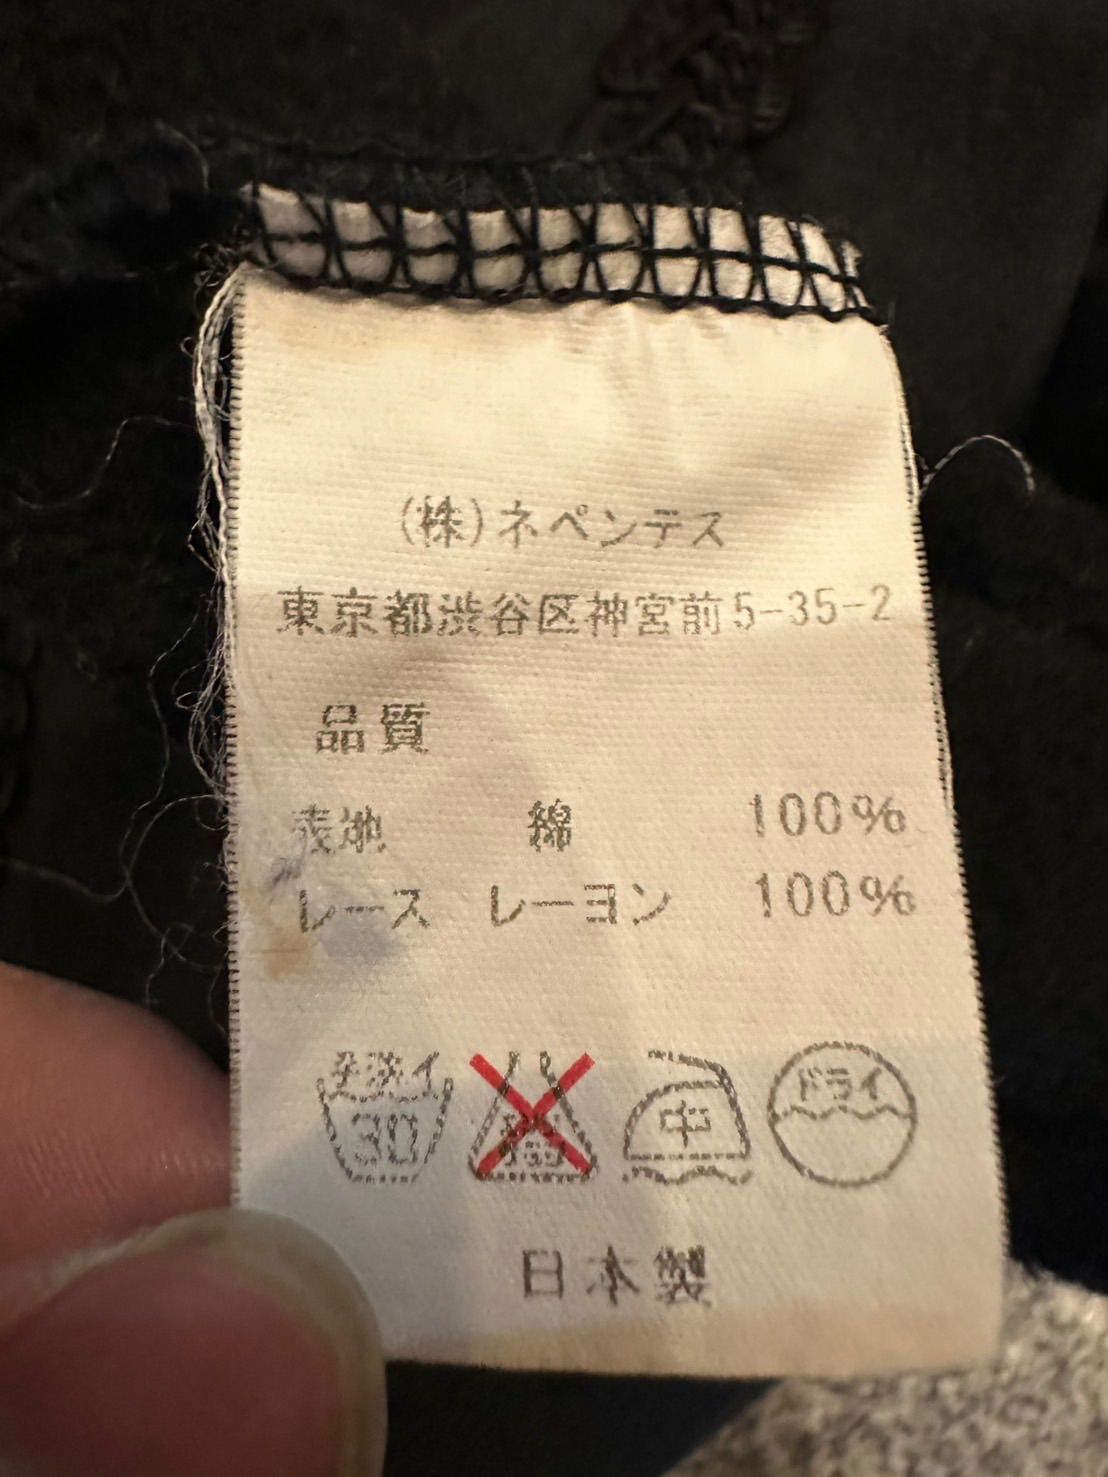 (株)ネペンテス
東京都渋谷区神宮前5-35-2
品質
表地 綿 100%
レース レーヨン 100%
手洗イ 30 中 ドライ
日本製